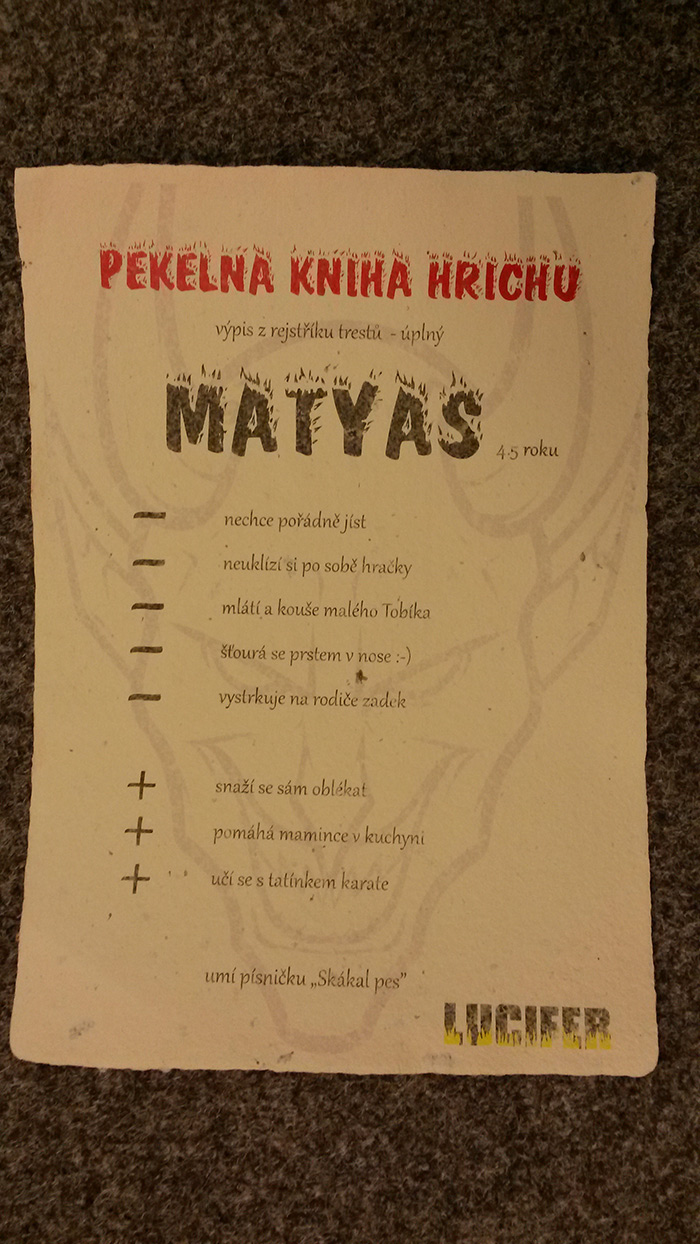 PEKELNA KNIHA HRICHU
výpis z rejstříku trestu - úplný
MATYAS
4.5 roku
– nechce pořádně jíst
– neuklízí si po sobě hračky
– mlátí a kouše malého Tobíka
– šťourá se prstem v nose :-)
– vystrkuje na rodiče zadek
+ snaží se sám oblékat
+ pomáhá mamince v kuchyni
+ učí se s tatínkem karate
umí písničku „Skákal pes”
LUCIFER